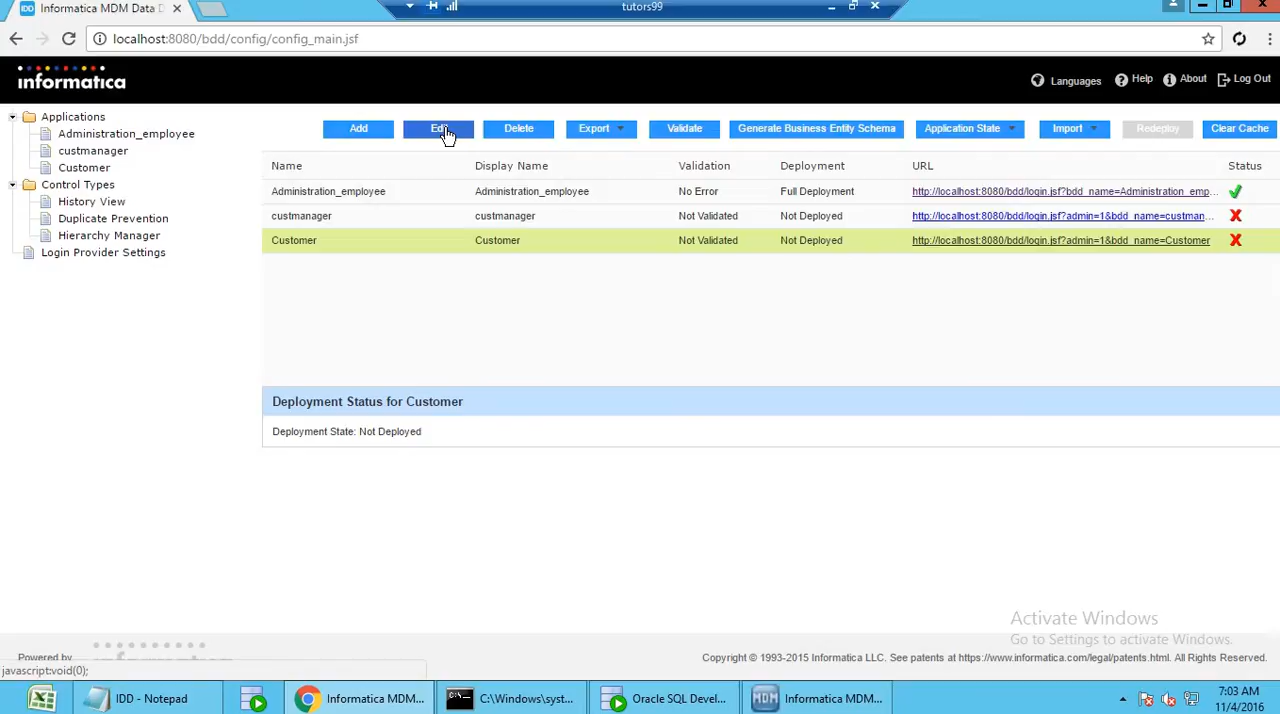 Informatica MDM Data D
tutors99
localhost:8080/bdd/config/config_main.jsf
informatica
Languages
Help
About
Log Out
Applications
Administration_employee
custmanager
Customer
Control Types
History View
Duplicate Prevention
Hierarchy Manager
Login Provider Settings
Add
Delete
Export
Validate
Generate Business Entity Schema
Application State
Import
Redeploy
Clear Cache
Name Display Name Validation Deployment URL Status
Administration_employee Administration_employee No Error Full Deployment http://localhost:8080/bdd/login.jsf?bdd_name=Administration_emp...
custmanager custmanager Not Validated Not Deployed http://localhost:8080/bdd/login.jsf?admin=1&bdd_name=custman...
Customer Customer Not Validated Not Deployed http://localhost:8080/bdd/login.jsf?admin=1&bdd_name=Customer
Deployment Status for Customer
Deployment State: Not Deployed
Activate Windows
Go to Settings to activate Windows.
Powered by
Copyright © 1993-2015 Informatica LLC. See patents at https://www.informatica.com/legal/patents.html. All Rights Reserved.
javascript:void(0);
IDD - Notepad
Informatica MDM...
C:\Windows\syst...
Oracle SQL Devel...
MDM
Informatica MDM...
7:03 AM
11/4/2016